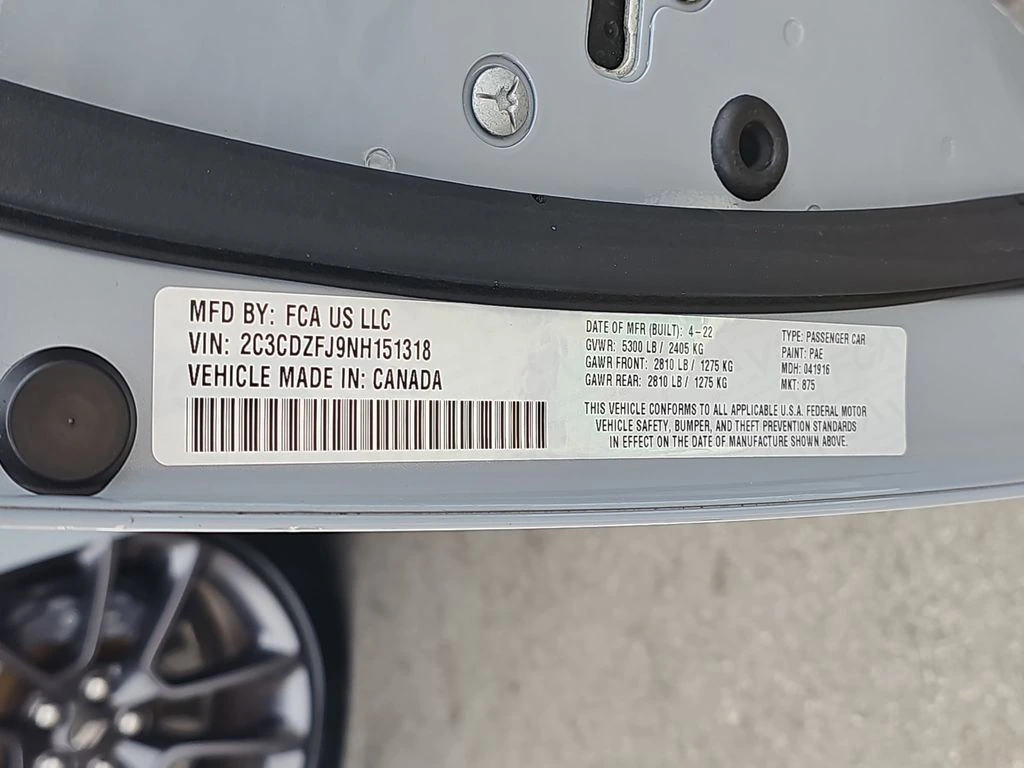 MFD BY: FCA US LLC
VIN: 2C3CDZFJ9NH151318
VEHICLE MADE IN: CANADA
DATE OF MFR (BUILT): 4-22
GVWR: 5300 LB / 2405 KG
GAWR FRONT: 2810 LB / 1275 KG
GAWR REAR: 2810 LB / 1275 KG
TYPE: PASSENGER CAR
PAINT: PAE
MDH: 041916
MKT: 875
THIS VEHICLE CONFORMS TO ALL APPLICABLE U.S.A. FEDERAL MOTOR
VEHICLE SAFETY, BUMPER, AND THEFT PREVENTION STANDARDS
IN EFFECT ON THE DATE OF MANUFACTURE SHOWN ABOVE.